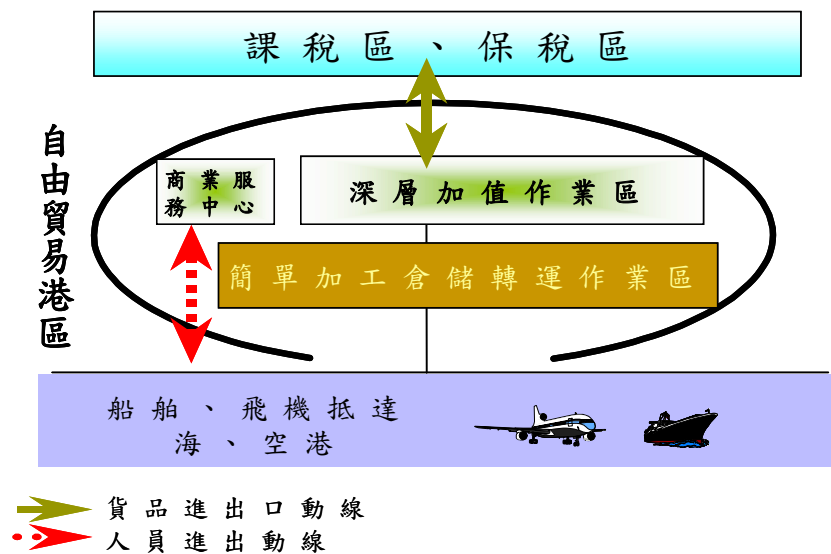 課稅區、保稅區
自由貿易港區
商業服
務中心
深層加值作業區
簡單加工倉儲轉運作業區
船舶、飛機抵達
海、空港
貨品進出口動線
人員進出動線